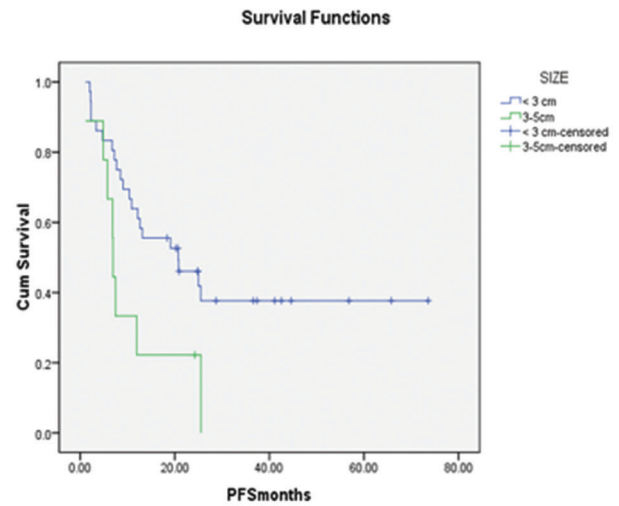 Survival Functions
SIZE
< 3 cm
3-5cm
< 3 cm-censored
3-5cm-censored
Cum Survival
1.0
0.8
0.6
0.4
0.2
0.0
0.00 20.00 40.00 60.00 80.00
PFSmonths